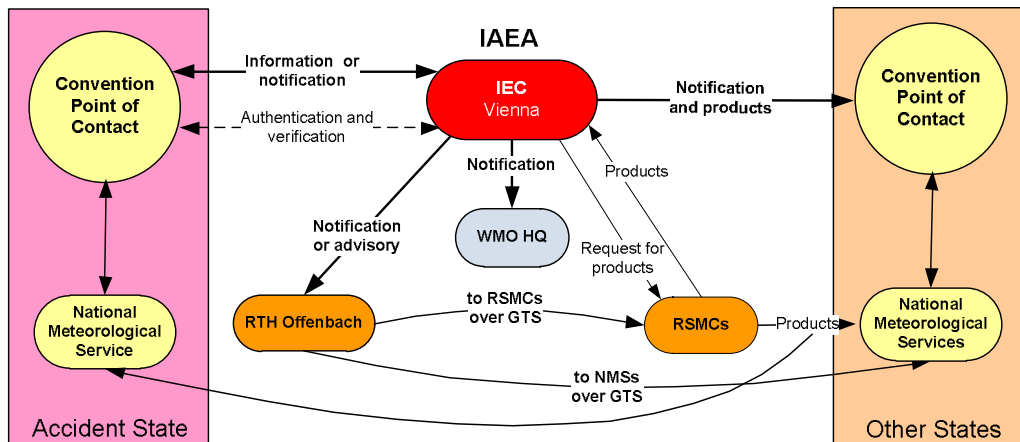 IAEA
Convention
Point of
Contact
Information or
notification
IEC
Vienna
Notification
and products
Convention
Point of
Contact
Authentication and
verification
Notification
Products
Notification
or advisory
WMO HQ
Request for
products
National
Meteorological
Service
RTH Offenbach
to RSMCs
over GTS
RSMCs
Products
National
Meteorological
Services
to NMSs
over GTS
Accident State
Other States